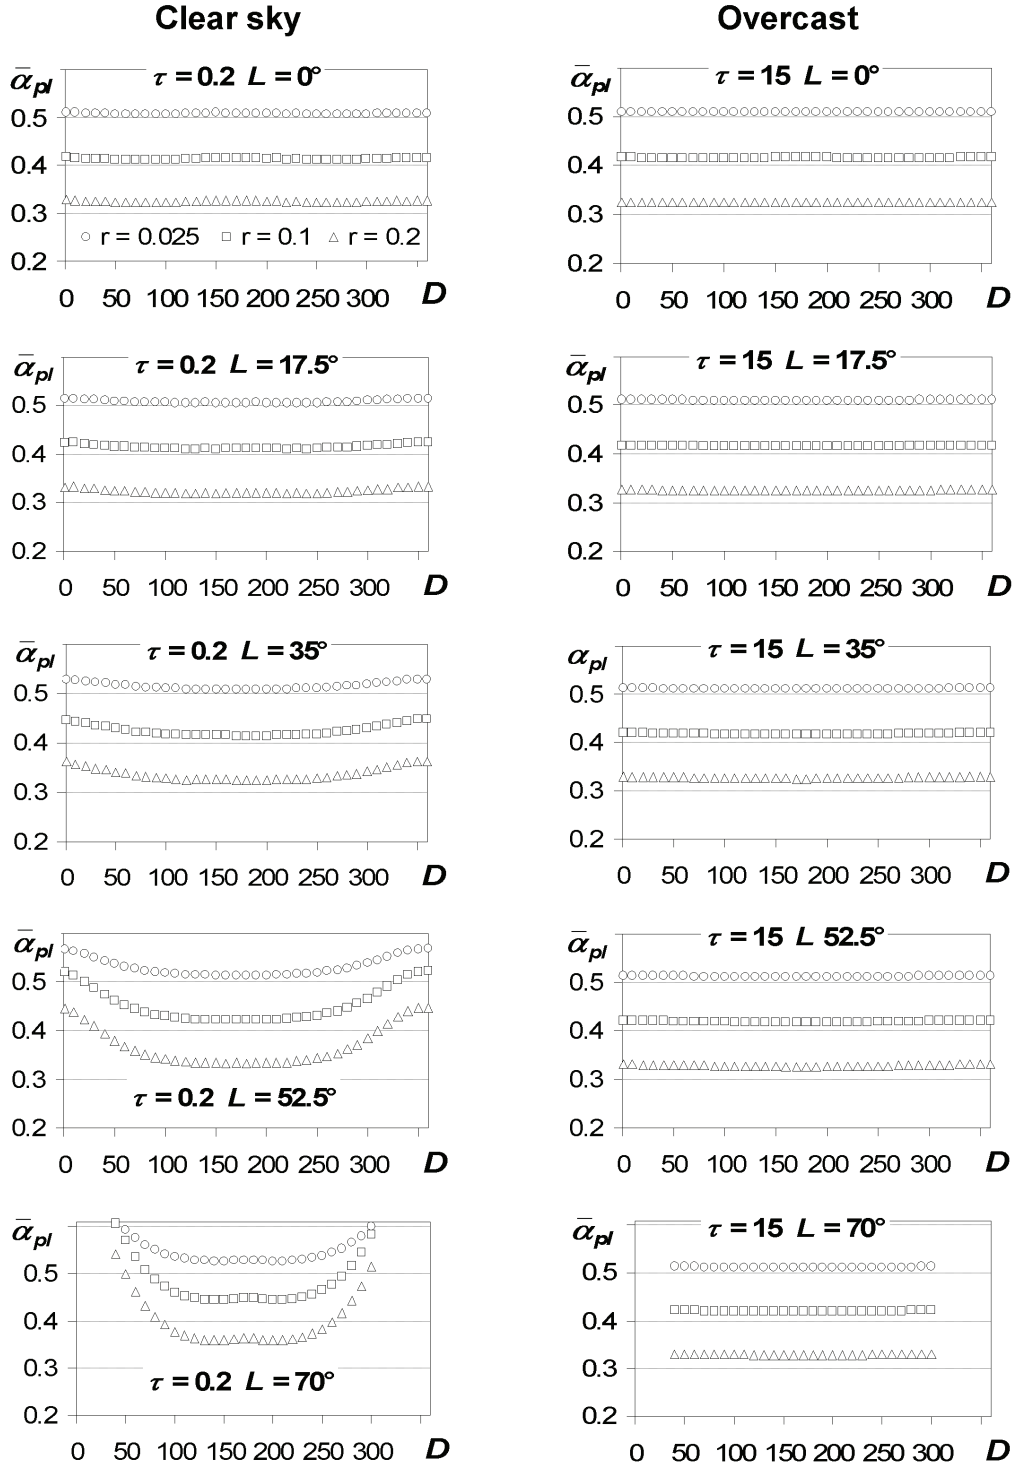 Clear sky
Overcast
ᾱpl
τ = 0.2 L = 0°
0.5
0.4
0.3
○ r = 0.025 □ r = 0.1 △ r = 0.2
0.2
0 50 100 150 200 250 300 D
ᾱpl
τ = 15 L = 0°
0.5
0.4
0.3
0.2
0 50 100 150 200 250 300 D
ᾱpl
τ = 0.2 L = 17.5°
0.5
0.4
0.3
0.2
0 50 100 150 200 250 300 D
ᾱpl
τ = 15 L = 17.5°
0.5
0.4
0.3
0.2
0 50 100 150 200 250 300 D
ᾱpl
τ = 0.2 L = 35°
0.5
0.4
0.3
0.2
0 50 100 150 200 250 300 D
αpl
τ = 15 L = 35°
0.5
0.4
0.3
0.2
0 50 100 150 200 250 300 D
ᾱpl
0.5
0.4
0.3
τ = 0.2 L = 52.5°
0.2
0 50 100 150 200 250 300 D
ᾱpl
τ = 15 L 52.5°
0.5
0.4
0.3
0.2
0 50 100 150 200 250 300 D
ᾱpl
0.5
0.4
0.3
τ = 0.2 L = 70°
0.2
0 50 100 150 200 250 300 D
ᾱpl
τ = 15 L = 70°
0.5
0.4
0.3
0.2
0 50 100 150 200 250 300 D